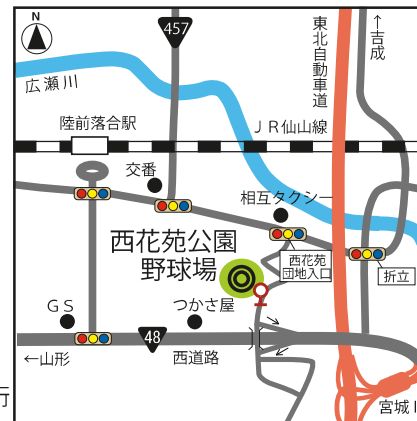 N
457
東北自動車道
←吉成
広瀬川
陸前落合駅
JR仙山線
交番
相互タクシー
西花苑公園
野球場
西花苑
団地入口
折立
GS
つかさ屋
48
←山形
西道路
行
宮城I